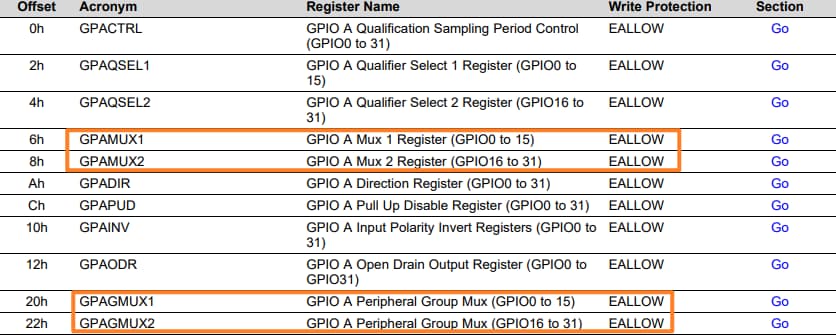 Offset Acronym Register Name Write Protection Section
0h GPACTRL GPIO A Qualification Sampling Period Control EALLOW Go
(GPIO0 to 31)
2h GPAQSEL1 GPIO A Qualifier Select 1 Register (GPIO0 to EALLOW Go
15)
4h GPAQSEL2 GPIO A Qualifier Select 2 Register (GPIO16 to EALLOW Go
31)
6h GPAMUX1 GPIO A Mux 1 Register (GPIO0 to 15) EALLOW Go
8h GPAMUX2 GPIO A Mux 2 Register (GPIO16 to 31) EALLOW Go
Ah GPADIR GPIO A Direction Register (GPIO0 to 31) EALLOW Go
Ch GPAPUD GPIO A Pull Up Disable Register (GPIO0 to 31) EALLOW Go
10h GPAINV GPIO A Input Polarity Invert Registers (GPIO0 to EALLOW Go
31)
12h GPAODR GPIO A Open Drain Output Register (GPIO0 to EALLOW Go
GPIO31)
20h GPAGMUX1 GPIO A Peripheral Group Mux (GPIO0 to 15) EALLOW Go
22h GPAGMUX2 GPIO A Peripheral Group Mux (GPIO16 to 31) EALLOW Go